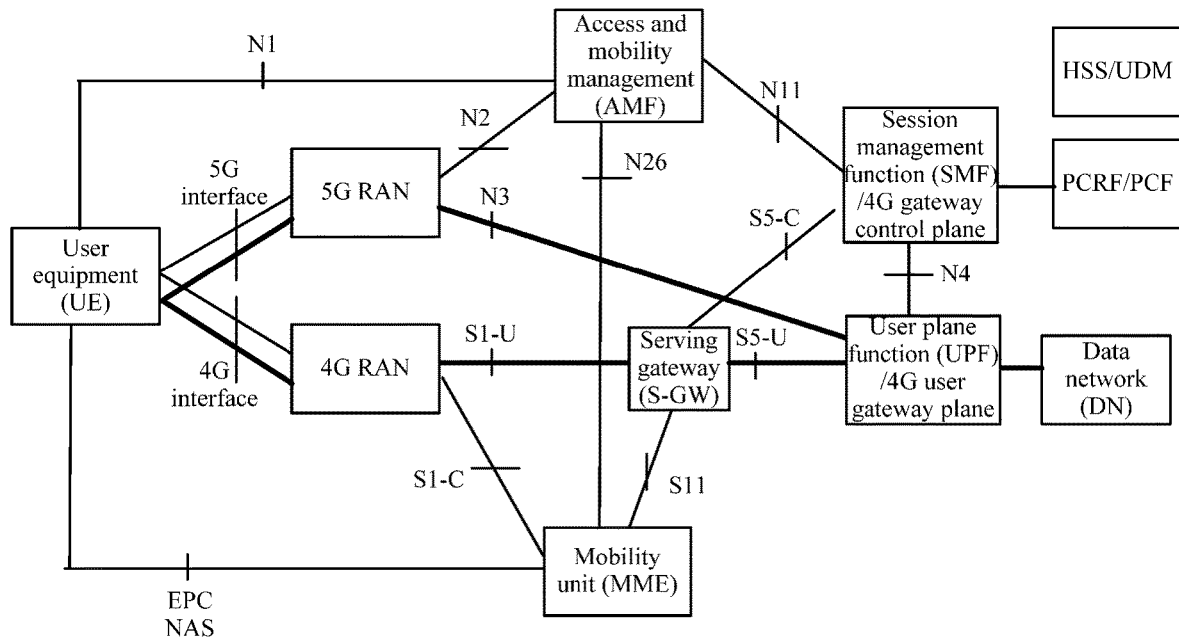 Access and
mobility
management
(AMF)
N1
HSS/UDM
N11
N2
Session
management
function (SMF)
/4G gateway
control plane
5G
interface
5G RAN
N26
PCRF/PCF
N3
S5-C
User
equipment
(UE)
N4
4G
interface
4G RAN
S1-U
Serving
gateway
(S-GW)
S5-U
User plane
function (UPF)
/4G user
gateway plane
Data
network
(DN)
S1-C
S11
Mobility
unit (MME)
EPC
NAS